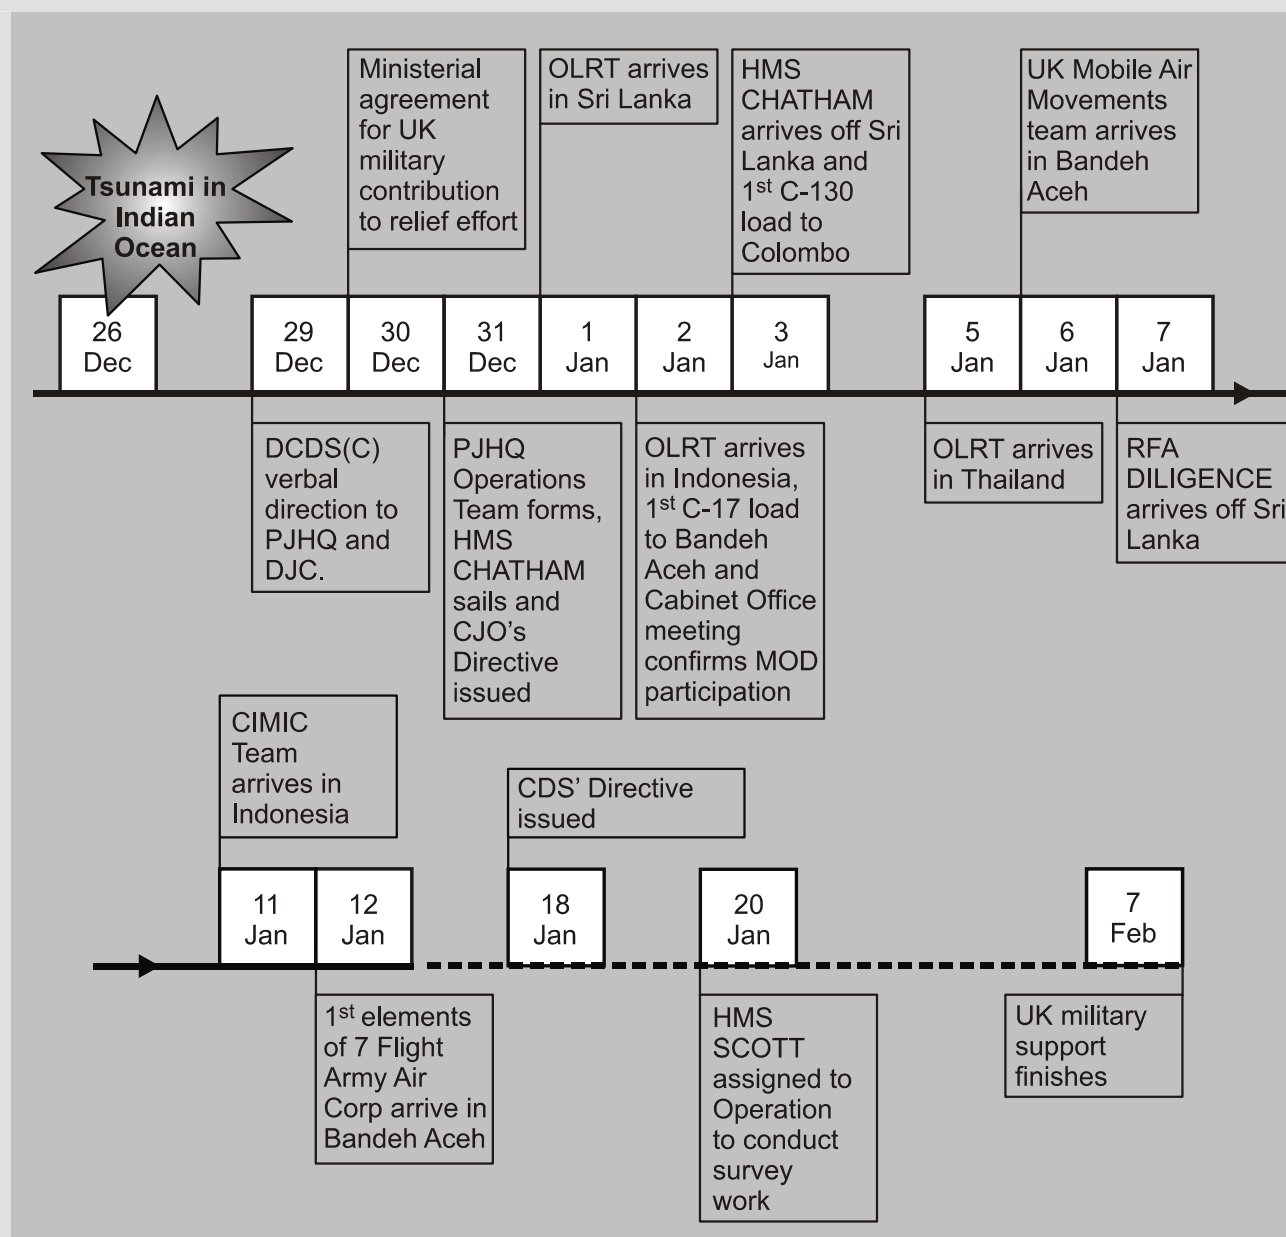 Tsunami in
Indian
Ocean
Ministerial
agreement
for UK
military
contribution
to relief effort
OLRT arrives
in Sri Lanka
HMS
CHATHAM
arrives off Sri
Lanka and
1st C-130
load to
Colombo
UK Mobile Air
Movements
team arrives
in Bandeh
Aceh
26
Dec
29
Dec
30
Dec
31
Dec
1
Jan
2
Jan
3
Jan
5
Jan
6
Jan
7
Jan
DCDS(C)
verbal
direction to
PJHQ and
DJC.
PJHQ
Operations
Team forms,
HMS
CHATHAM
sails and
CJO's
Directive
issued
OLRT arrives
in Indonesia,
1st C-17 load
to Bandeh
Aceh and
Cabinet Office
meeting
confirms MOD
participation
OLRT arrives
in Thailand
RFA
DILIGENCE
arrives off Sri
Lanka
CIMIC
Team
arrives in
Indonesia
CDS' Directive
issued
11
Jan
12
Jan
18
Jan
20
Jan
7
Feb
1st elements
of 7 Flight
Army Air
Corp arrive in
Bandeh Aceh
HMS
SCOTT
assigned to
Operation
to conduct
survey
work
UK military
support
finishes